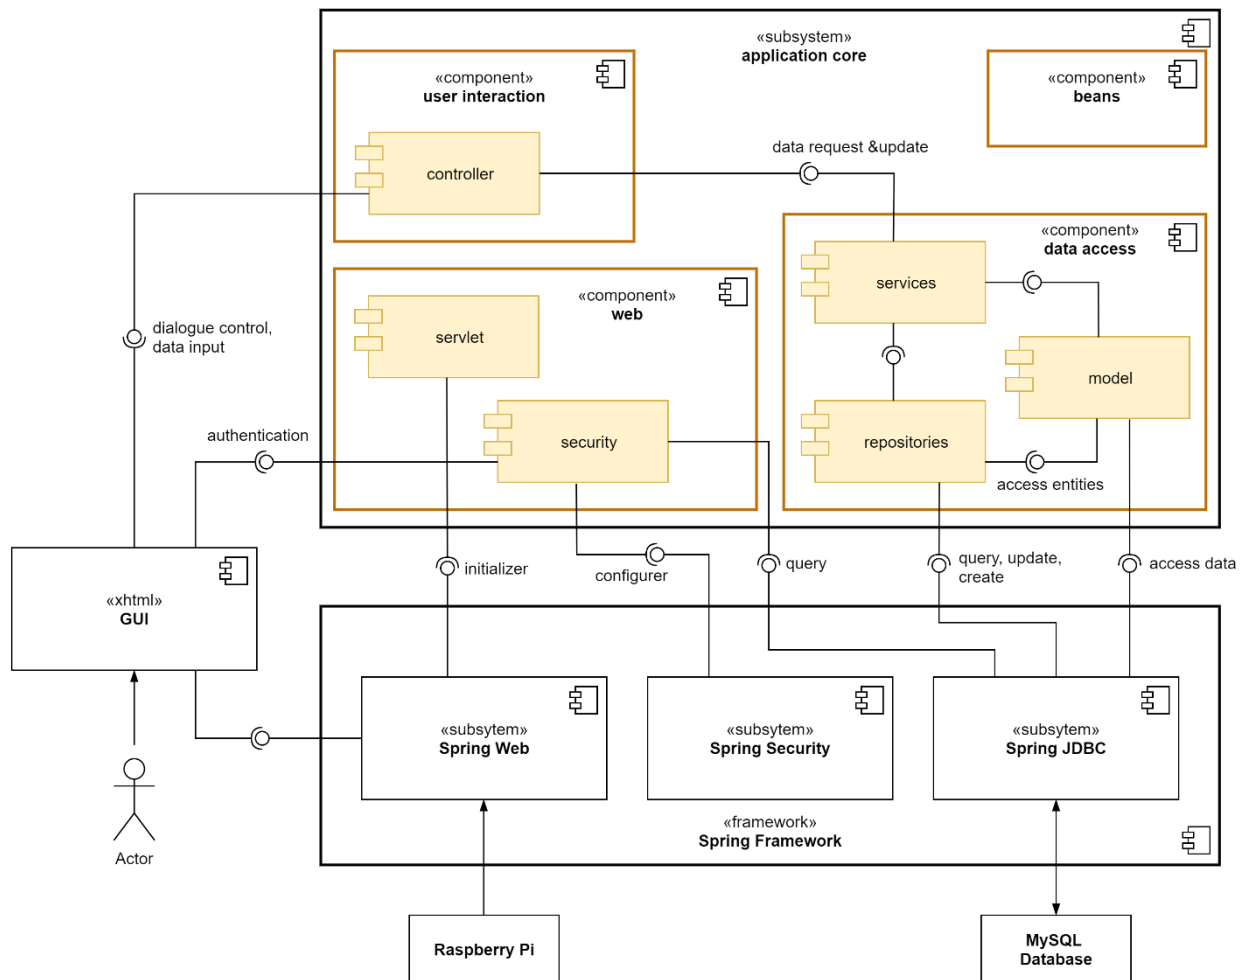 «subsystem»
application core
«component»
user interaction
«component»
beans
controller
data request &update
«component»
data access
services
«component»
web
servlet
dialogue control,
data input
model
authentication
security
repositories
access entities
initializer
configurer
query
query, update,
create
access data
«xhtml»
GUI
«subsytem»
Spring Web
«subsytem»
Spring Security
«subsytem»
Spring JDBC
«framework»
Spring Framework
Actor
Raspberry Pi
MySQL
Database